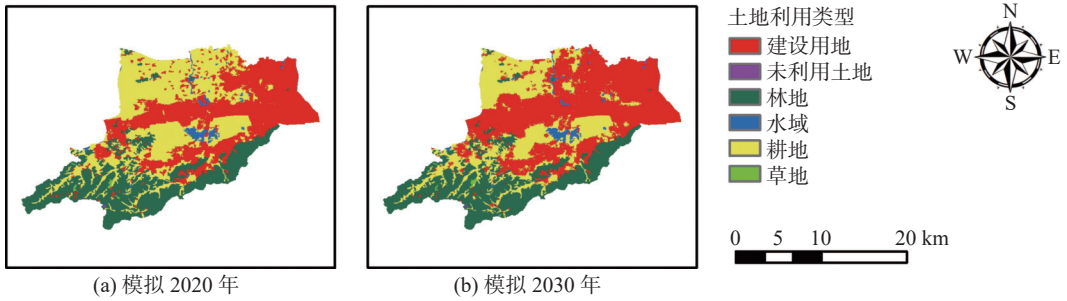 土地利用类型
建设用地
未利用土地
林地
水域
耕地
草地
N
W E
S
0 5 10 20 km
(a) 模拟 2020 年
(b) 模拟 2030 年